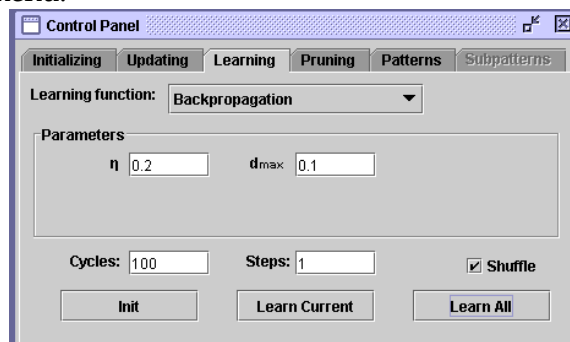 Control Panel
Initializing Updating Learning Pruning Patterns Subpatterns
Learning function: Backpropagation
Parameters
η 0.2 dmax 0.1
Cycles: 100 Steps: 1 Shuffle
Init Learn Current Learn All